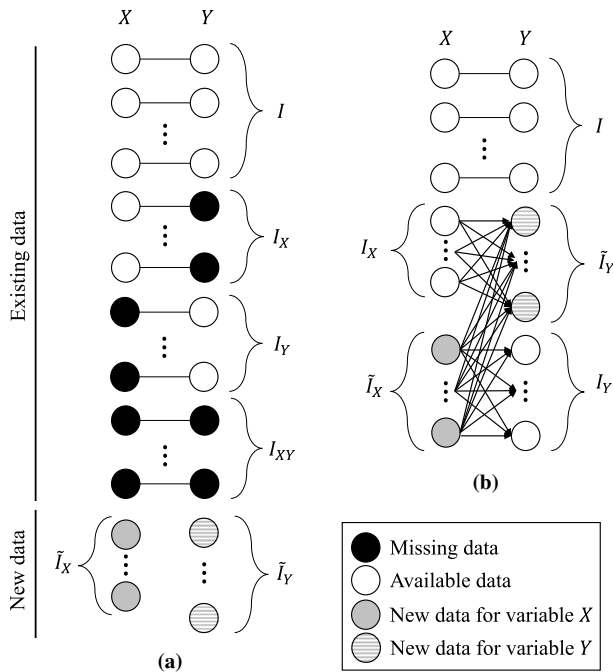 X Y
I
I_X
I_Y
I_XY
Existing data
New data
Ĩ_X
Ĩ_Y
(a)
X Y
I
I_X
Ĩ_Y
Ĩ_X
I_Y
(b)
Missing data
Available data
New data for variable X
New data for variable Y